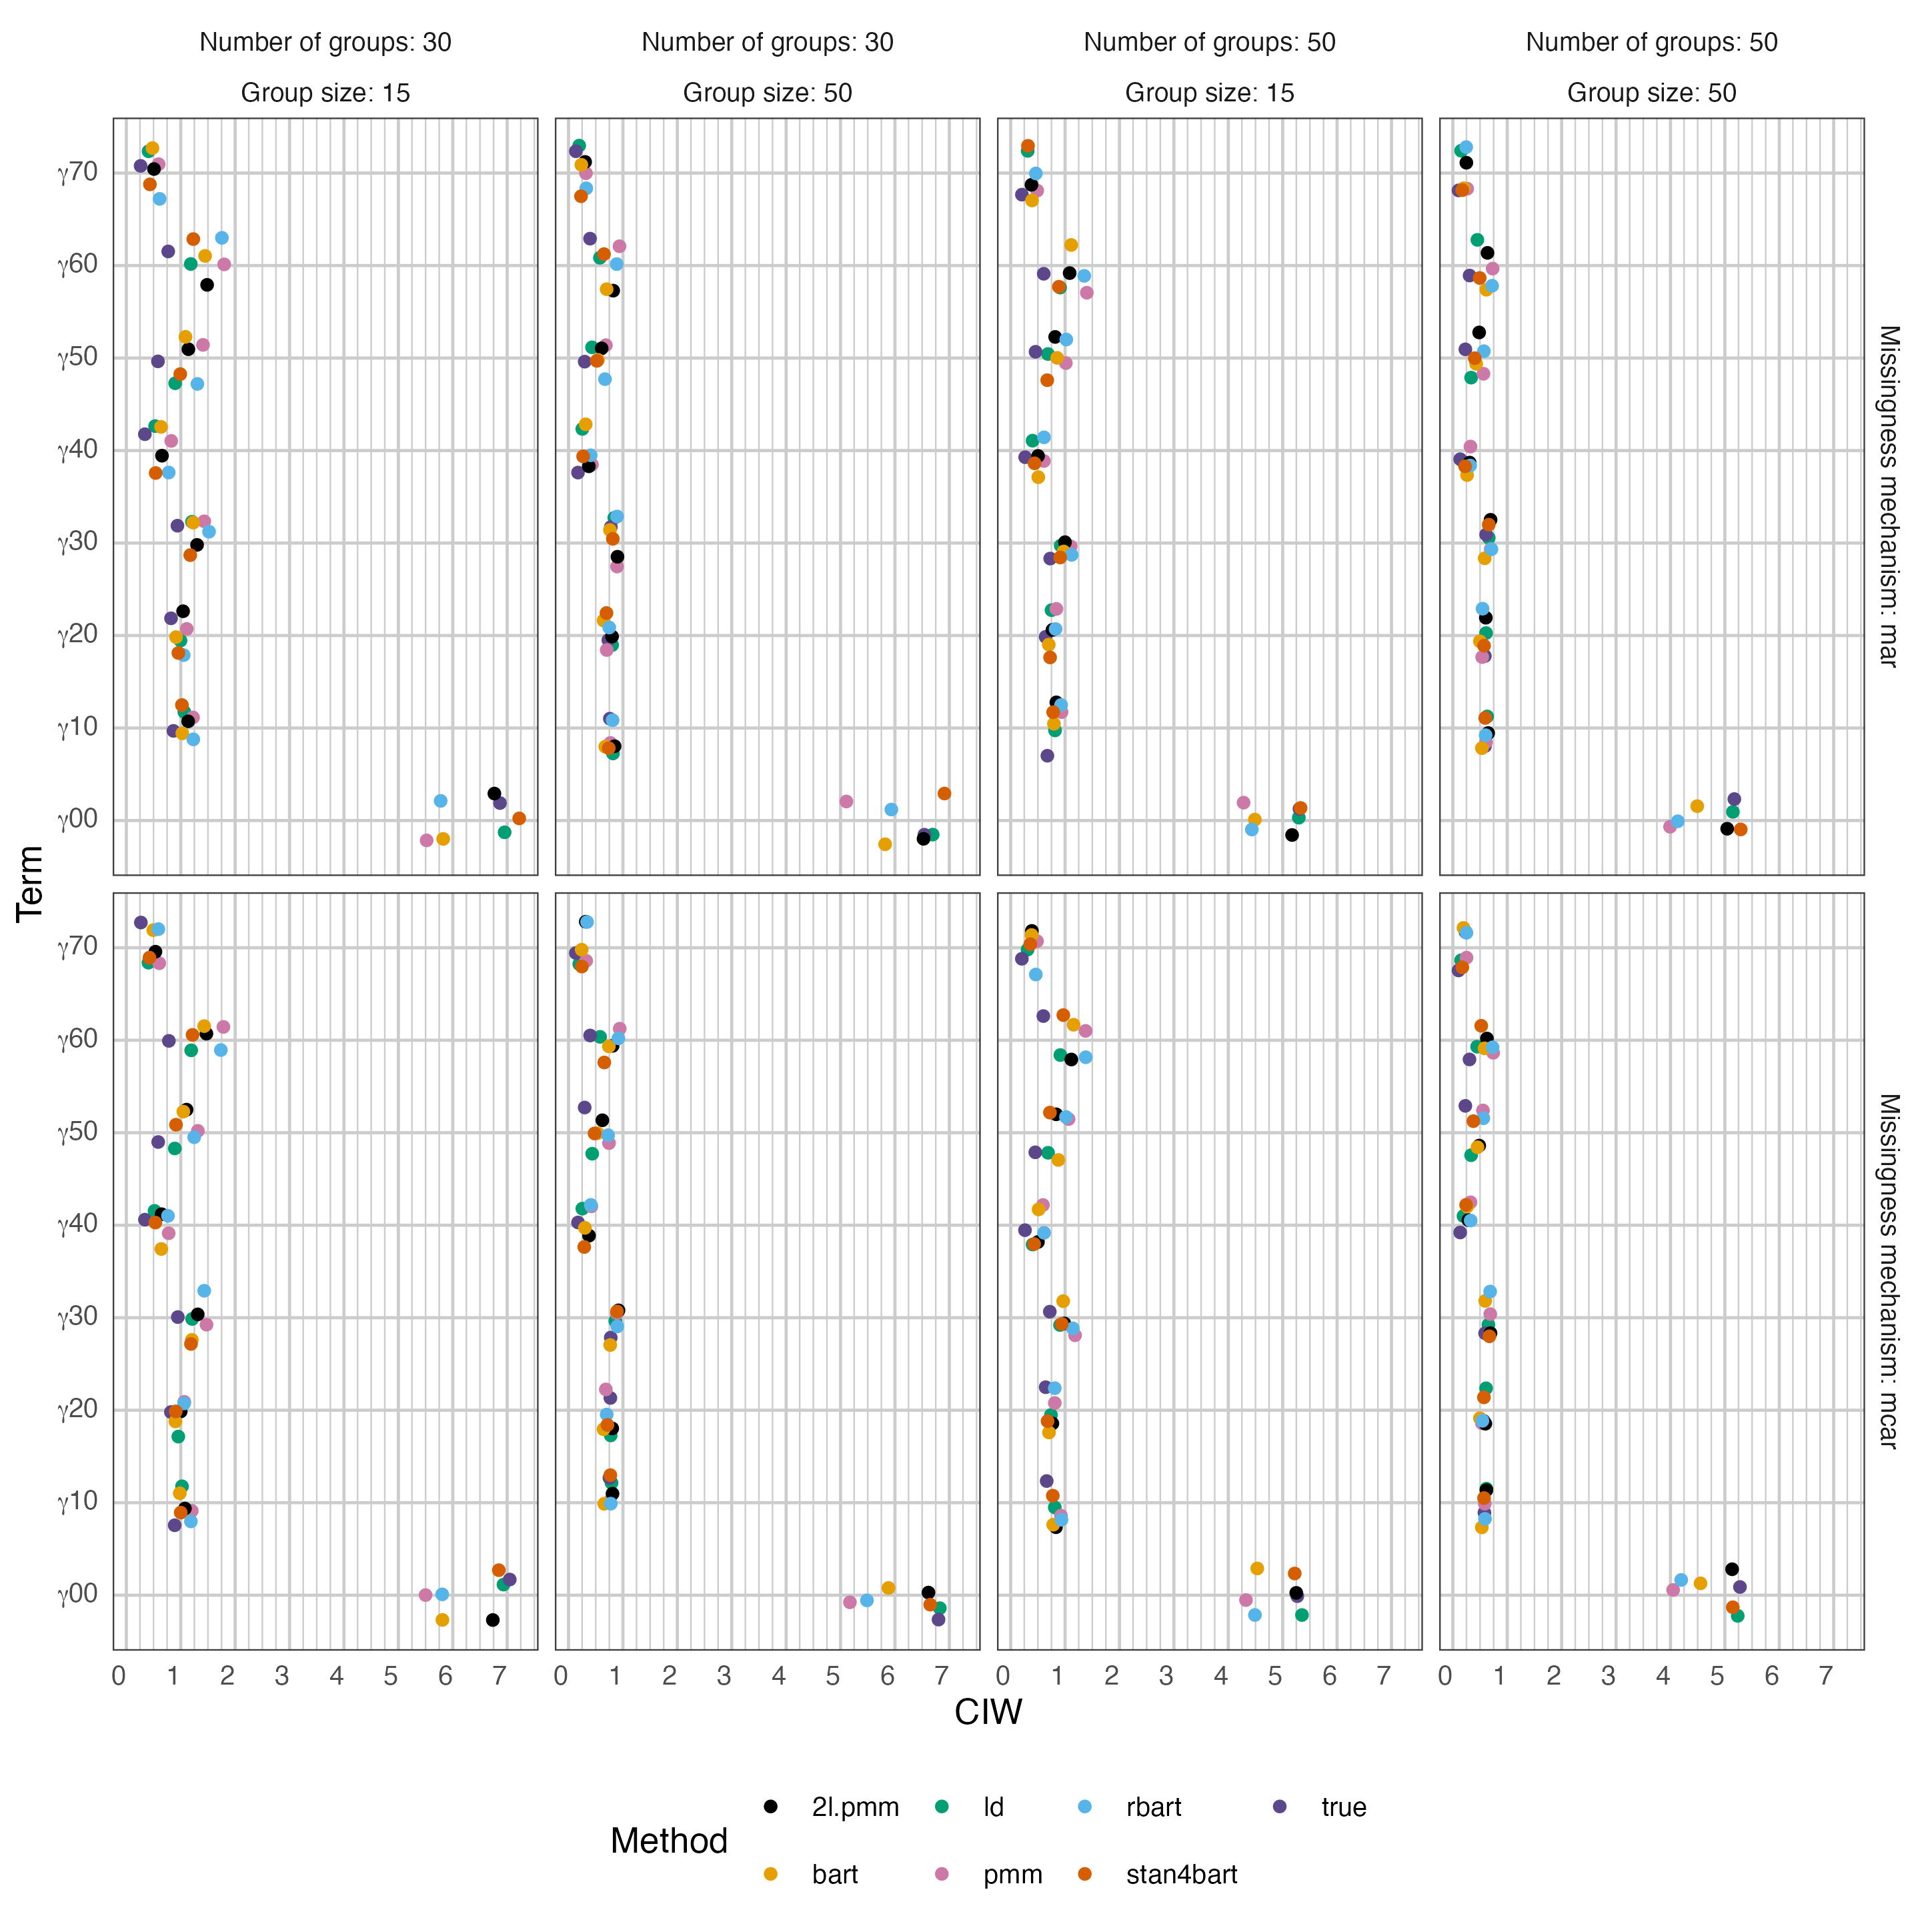 Number of groups: 30 Number of groups: 30 Number of groups: 50 Number of groups: 50
Group size: 15 Group size: 50 Group size: 15 Group size: 50
γ70
γ60
γ50
γ40
γ30
γ20
γ10
γ00
Missingness mechanism: mar
Term
γ70
γ60
γ50
γ40
γ30
γ20
γ10
γ00
Missingness mechanism: mcar
0 1 2 3 4 5 6 7 0 1 2 3 4 5 6 7 0 1 2 3 4 5 6 7 0 1 2 3 4 5 6 7
CIW
Method
2l.pmm ld rbart true
bart pmm stan4bart